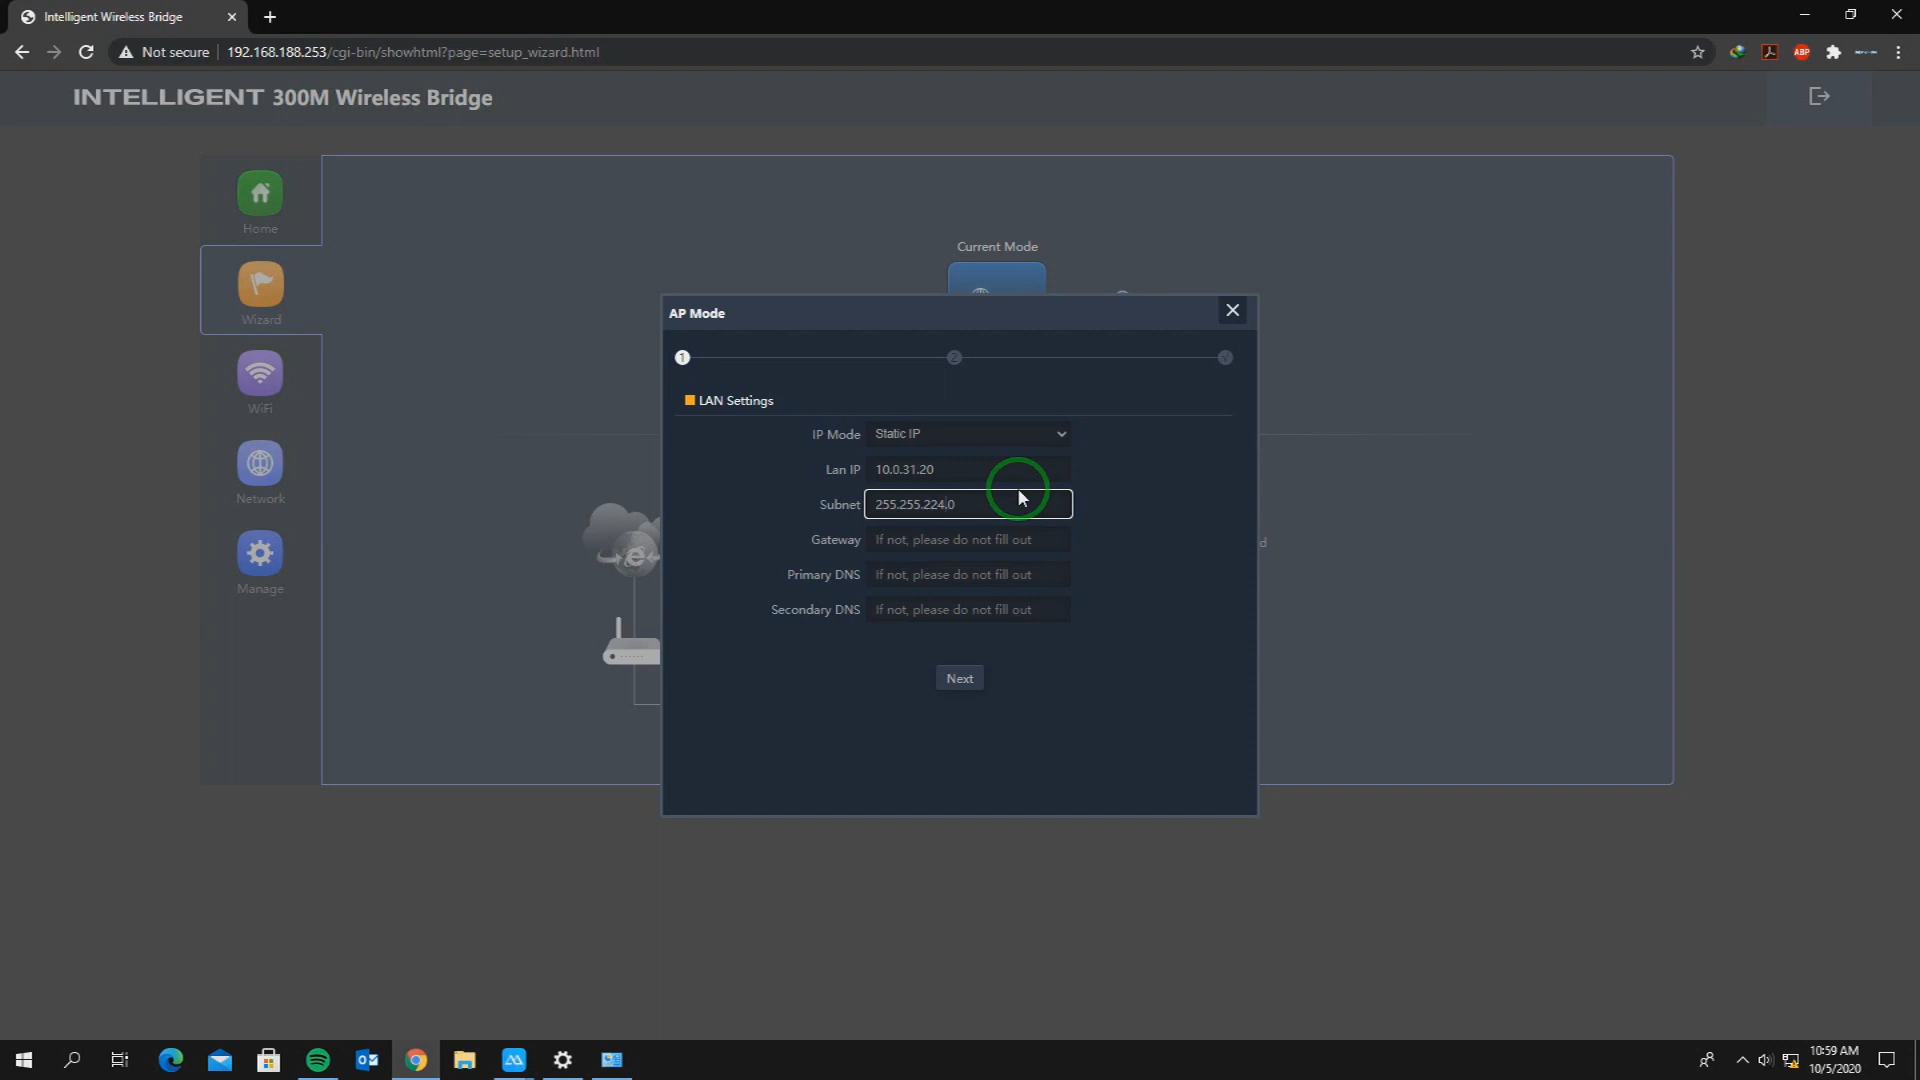 Intelligent Wireless Bridge
Not secure
192.168.188.253/cgi-bin/showhtml?page=setup_wizard.html
ABP
INTELLIGENT 300M Wireless Bridge
Home
Wizard
WiFi
Network
Manage
Current Mode
AP Mode
1
2
LAN Settings
IP Mode Static IP
Lan IP 10.0.31.20
Subnet 255.255.224.0
Gateway If not, please do not fill out
Primary DNS If not, please do not fill out
Secondary DNS If not, please do not fill out
Next
d
10:59 AM
10/5/2020